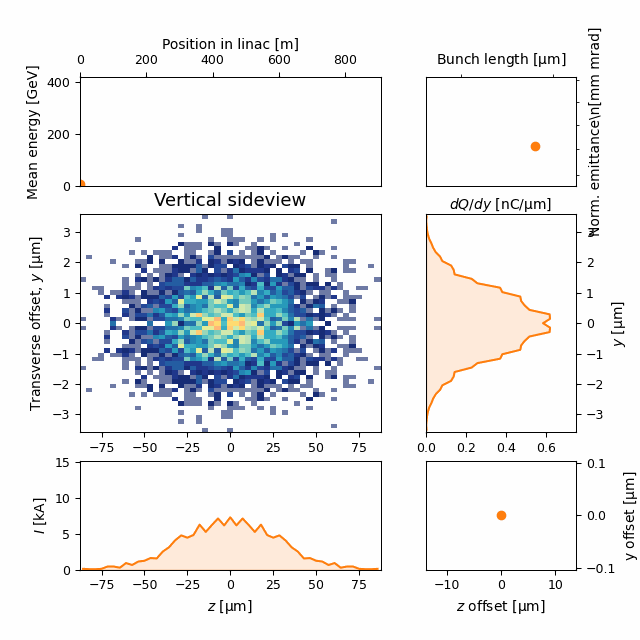 Position in linac [m]
0 200 400 600 800
Mean energy [GeV]
400
200
0
Bunch length [μm]
Norm. emittance\n[mm mrad]
Vertical sideview
Transverse offset, y [μm]
3
2
1
0
−1
−2
−3
−75 −50 −25 0 25 50 75
dQ/dy [nC/μm]
3
2
1
0
−1
−2
−3
y [μm]
0.0 0.2 0.4 0.6
I [kA]
15
10
5
0
−75 −50 −25 0 25 50 75
z [μm]
0.1
0.0
−0.1
y offset [μm]
−10 0 10
z offset [μm]